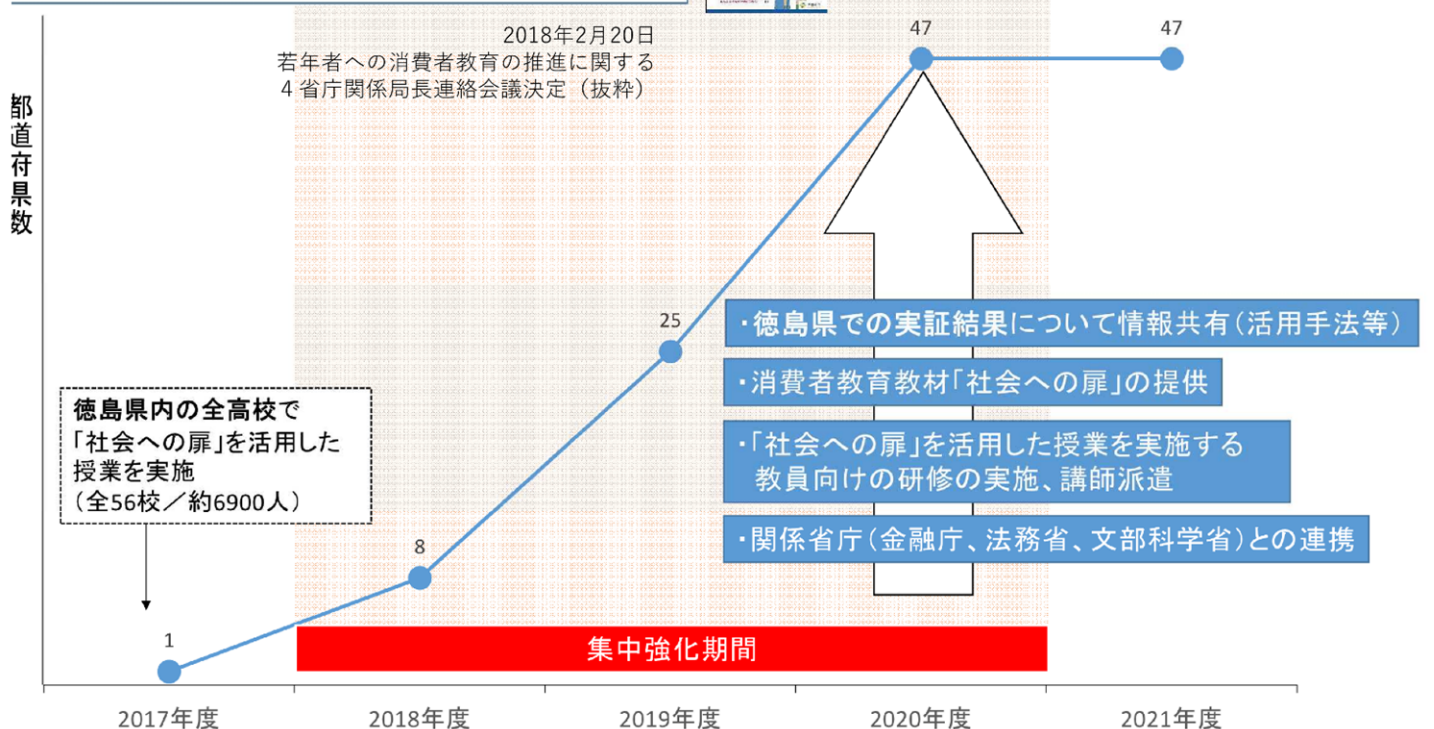 2018年2月20日
若年者への消費者教育の推進に関する
４省庁関係局長連絡会議決定（抜粋）
都道府県数
47
47
25
8
1
徳島県内の全高校で
「社会への扉」を活用した
授業を実施
（全56校／約6900人）
・徳島県での実証結果について情報共有（活用手法等）
・消費者教育教材「社会への扉」の提供
・「社会への扉」を活用した授業を実施する
教員向けの研修の実施、講師派遣
・関係省庁（金融庁、法務省、文部科学省）との連携
集中強化期間
2017年度
2018年度
2019年度
2020年度
2021年度